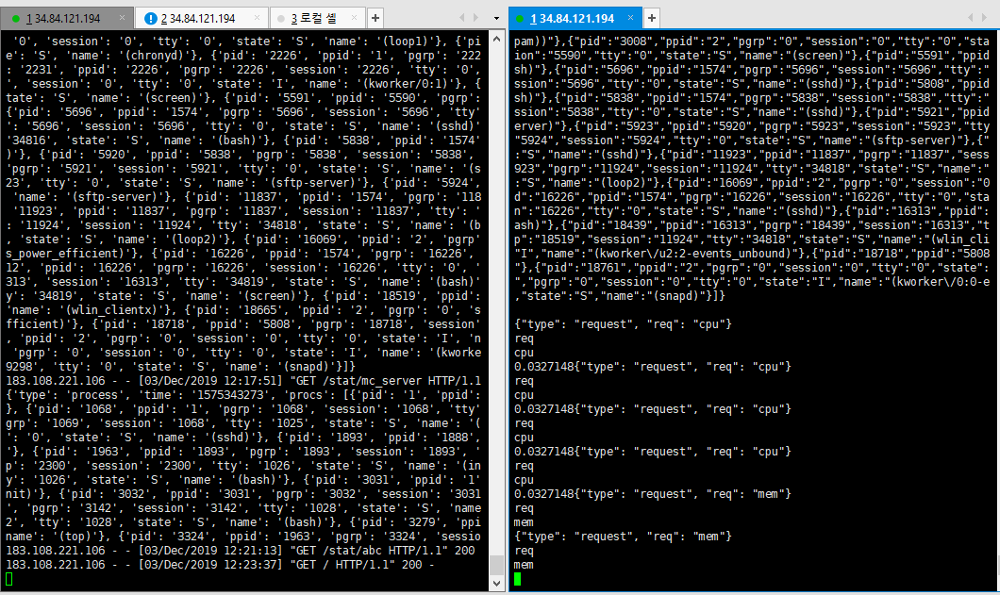 1 34.84.121.194
2 34.84.121.194
3 로컬 셸
'0', 'session': '0', 'tty': '0', 'state': 'S', 'name': '(loop1)'}, {'pi
e': 'S', 'name': '(chronyd)'}, {'pid': '2226', 'ppid': '1', 'pgrp': '222
: '2231', 'ppid': '2226', 'pgrp': '2226', 'session': '2226', 'tty': '0'
, 'session': '0', 'tty': '0', 'state': 'I', 'name': '(kworker/0:1)'}, {
tate': 'S', 'name': '(screen)'}, {'pid': '5591', 'ppid': '5590', 'pgrp':
{'pid': '5696', 'ppid': '1574', 'pgrp': '5696', 'session': '5696', 'tty'
: '5696', 'session': '5696', 'tty': '0', 'state': 'S', 'name': '(sshd)'
'34816', 'state': 'S', 'name': '(bash)'}, {'pid': '5838', 'ppid': '1574'
)'}, {'pid': '5920', 'ppid': '5838', 'pgrp': '5838', 'session': '5838',
'pgrp': '5921', 'session': '5921', 'tty': '0', 'state': 'S', 'name': '(s
23', 'tty': '0', 'state': 'S', 'name': '(sftp-server)'}, {'pid': '5924'
'name': '(sftp-server)'}, {'pid': '11837', 'ppid': '1574', 'pgrp': '118
'11923', 'ppid': '11837', 'pgrp': '11837', 'session': '11837', 'tty':
: '11924', 'session': '11924', 'tty': '34818', 'state': 'S', 'name': '(b
, 'state': 'S', 'name': '(loop2)'}, {'pid': '16069', 'ppid': '2', 'pgrp'
s_power_efficient)'}, {'pid': '16226', 'ppid': '1574', 'pgrp': '16226',
12', 'ppid': '16226', 'pgrp': '16226', 'session': '16226', 'tty': '0',
313', 'session': '16313', 'tty': '34819', 'state': 'S', 'name': '(bash)'
y': '34819', 'state': 'S', 'name': '(screen)'}, {'pid': '18519', 'ppid':
'name': '(wlin_clientx)'}, {'pid': '18665', 'ppid': '2', 'pgrp': '0', 's
fficient)'}, {'pid': '18718', 'ppid': '5808', 'pgrp': '18718', 'session'
, 'ppid': '2', 'pgrp': '0', 'session': '0', 'tty': '0', 'state': 'I', 'n
, 'pgrp': '0', 'session': '0', 'tty': '0', 'state': 'I', 'name': '(kworke
9298', 'tty': '0', 'state': 'S', 'name': '(snapd)'}]}
183.108.221.106 - - [03/Dec/2019 12:17:51] "GET /stat/mc_server HTTP/1.1
{'type': 'process', 'time': '1575343273', 'procs': [{'pid': '1', 'ppid':
}, {'pid': '1068', 'ppid': '1', 'pgrp': '1068', 'session': '1068', 'tty'
grp': '1069', 'session': '1068', 'tty': '1025', 'state': 'S', 'name': '(
: '0', 'state': 'S', 'name': '(sshd)'}, {'pid': '1893', 'ppid': '1888',
'}, {'pid': '1963', 'ppid': '1893', 'pgrp': '1893', 'session': '1893', '
p': '2300', 'session': '2300', 'tty': '1026', 'state': 'S', 'name': '(in
y': '1026', 'state': 'S', 'name': '(bash)'}, {'pid': '3031', 'ppid': '1'
nit)'}, {'pid': '3032', 'ppid': '3031', 'pgrp': '3032', 'session': '3031
, 'pgrp': '3142', 'session': '3142', 'tty': '1028', 'state': 'S', 'name
2', 'tty': '1028', 'state': 'S', 'name': '(bash)'}, {'pid': '3279', 'ppi
name': '(top)'}, {'pid': '3324', 'ppid': '1963', 'pgrp': '3324', 'sessio
183.108.221.106 - - [03/Dec/2019 12:21:13] "GET /stat/abc HTTP/1.1" 200
183.108.221.106 - - [03/Dec/2019 12:23:37] "GET / HTTP/1.1" 200 -
1 34.84.121.194
pam))"},{"pid":"3008","ppid":"2","pgrp":"0","session":"0","tty":"0","sta
ion":"5590","tty":"0","state":"S","name":"(screen)"},{"pid":"5591","ppid
sh)"},{"pid":"5696","ppid":"1574","pgrp":"5696","session":"5696","tty":"
ssion":"5696","tty":"0","state":"S","name":"(sshd)"},{"pid":"5808","ppid
sh)"},{"pid":"5838","ppid":"1574","pgrp":"5838","session":"5838","tty":"
ssion":"5838","tty":"0","state":"S","name":"(sshd)"},{"pid":"5921","ppid
erver)"},{"pid":"5923","ppid":"5920","pgrp":"5923","session":"5923","tty
"5924","session":"5924","tty":"0","state":"S","name":"(sftp-server)"},{"
:"S","name":"(sshd)"},{"pid":"11923","ppid":"11837","pgrp":"11837","sess
923","pgrp":"11924","session":"11924","tty":"34818","state":"S","name":"
:"S","name":"(loop2)"},{"pid":"16069","ppid":"2","pgrp":"0","session":"0
d":"16226","ppid":"1574","pgrp":"16226","session":"16226","tty":"0","sta
n":"16226","tty":"0","state":"S","name":"(sshd)"},{"pid":"16313","ppid":
ash)"},{"pid":"18439","ppid":"16313","pgrp":"18439","session":"16313","t
p":"18519","session":"11924","tty":"34818","state":"S","name":"(wlin_cli
"I","name":"(kworker\/u2:2-events_unbound)"},{"pid":"18718","ppid":"5808
"},{"pid":"18761","ppid":"2","pgrp":"0","session":"0","tty":"0","state":
","pgrp":"0","session":"0","tty":"0","state":"I","name":"(kworker\/0:0-e
,"state":"S","name":"(snapd)"}]}
{"type": "request", "req": "cpu"}
req
cpu
0.0327148{"type": "request", "req": "cpu"}
req
cpu
0.0327148{"type": "request", "req": "cpu"}
req
cpu
0.0327148{"type": "request", "req": "cpu"}
req
cpu
0.0327148{"type": "request", "req": "mem"}
req
mem
{"type": "request", "req": "mem"}
req
mem